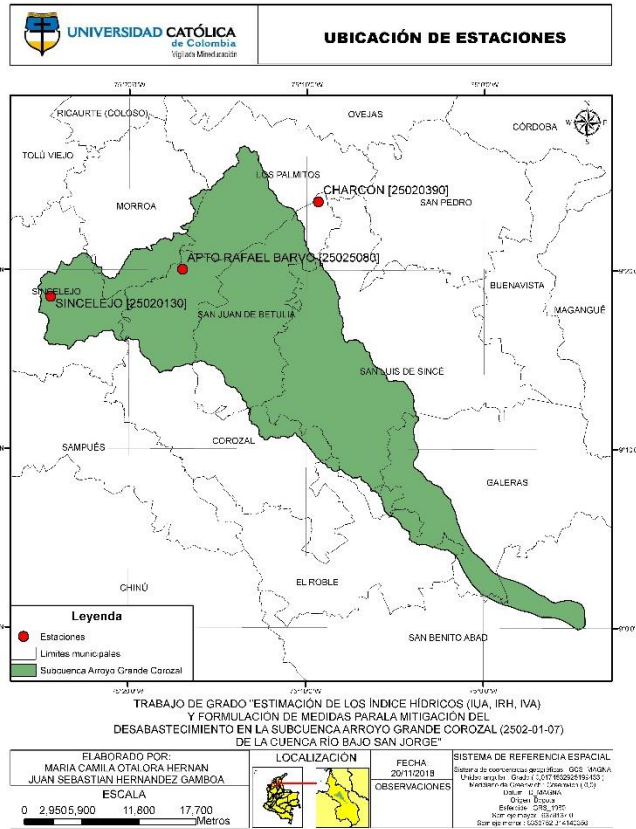 UNIVERSIDAD CATÓLICA
de Colombia
Vigilada Mineducación
UBICACIÓN DE ESTACIONES
RICAURTE (COLOSO)
OVEJAS
CÓRDOBA
TOLÚ VIEJO
LOS PALMITOS
CHARCON [25020390]
MORROA
SAN PEDRO
APTO RAFAEL BARVO [25025080]
BUENAVISTA
SINCELEJO
SINCELEJO [25020130]
MAGANGUÉ
SAN JUAN DE BETULIA
SAN LUIS DE SINCÉ
COROZAL
SAMPUÉS
GALERAS
CHINÚ
EL ROBLE
SAN BENITO ABAD
Leyenda
Estaciones
Límites municipales
Subcuenca Arroyo Grande Corozal
TRABAJO DE GRADO "ESTIMACIÓN DE LOS ÍNDICE HÍDRICOS (IUA, IRH, IVA)
Y FORMULACIÓN DE MEDIDAS PARALA MITIGACIÓN DEL
DESABASTECIMIENTO EN LA SUBCUENCA ARROYO GRANDE COROZAL (2502-01-07)
DE LA CUENCA RÍO BAJO SAN JORGE"
ELABORADO POR:
MARIA CAMILA OTALORA HERNAN
JUAN SEBASTIAN HERNANDEZ GAMBOA
ESCALA
0 2,9505,900 11,800 17,700
Metros
LOCALIZACIÓN
FECHA
20/11/2018
OBSERVACIONES
SISTEMA DE REFERENCIA ESPACIAL